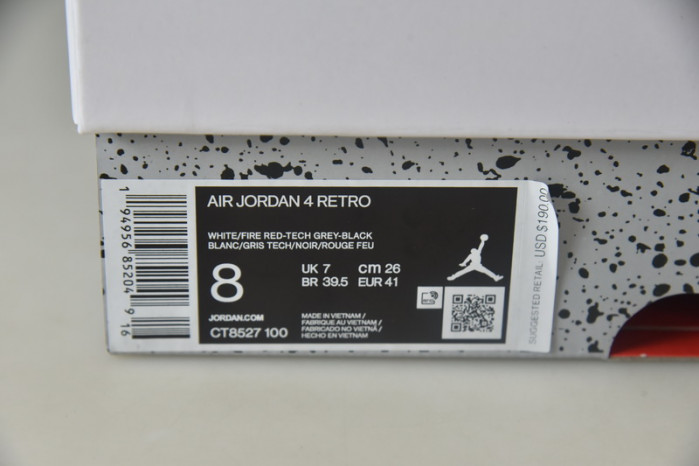 AIR JORDAN 4 RETRO
WHITE/FIRE RED-TECH GREY-BLACK
BLANC/GRIS TECH/NOIR/ROUGE FEU
8
UK 7 cm 26
BR 39.5 EUR 41
JORDAN.COM
CT8527 100
MADE IN VIETNAM /
FABRIQUE AU VIETNAM /
FABRICADO NO VIETNÃ /
HECHO EN VIETNAM
1 94956 85204 9 16
SUGGESTED RETAIL USD $190.00